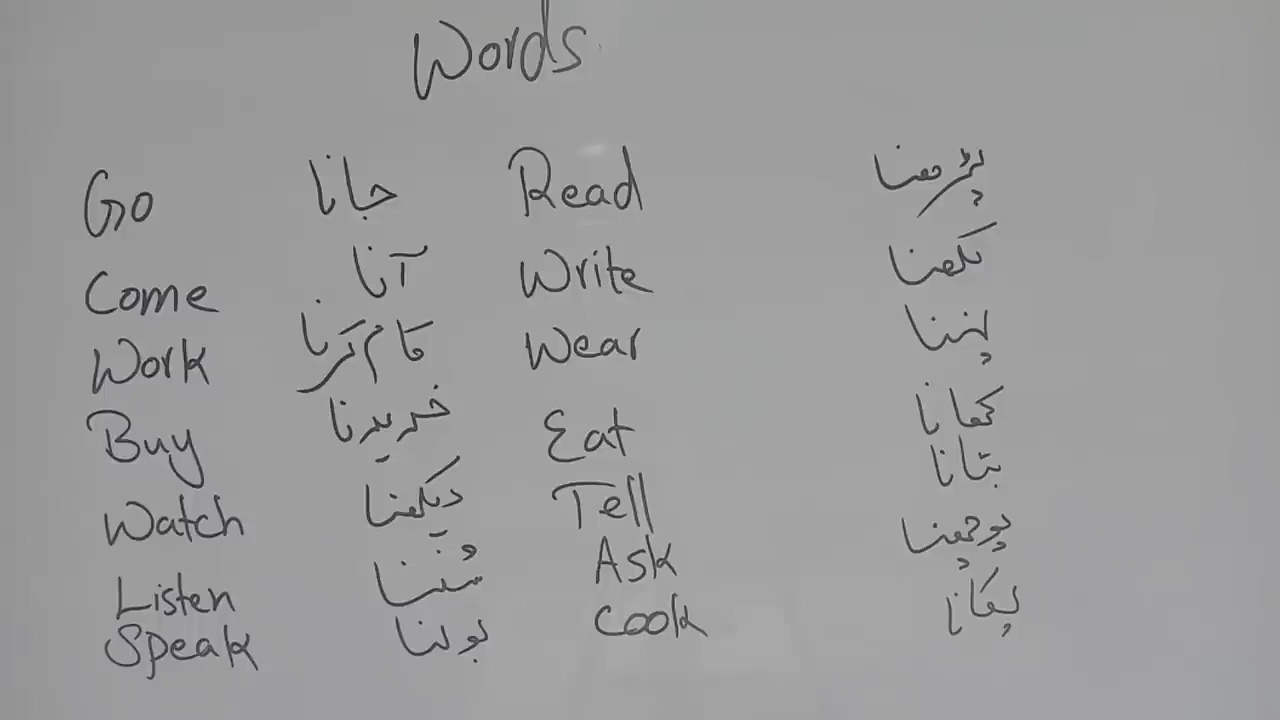 Words
Go جانا Read پڑھنا
Come آنا Write لکھنا
Work کام کرنا Wear پہننا
Buy خریدنا Eat کھانا
Watch دیکھنا Tell بتانا
Listen سُننا Ask پوچھنا
Speak بولنا Cook پکانا